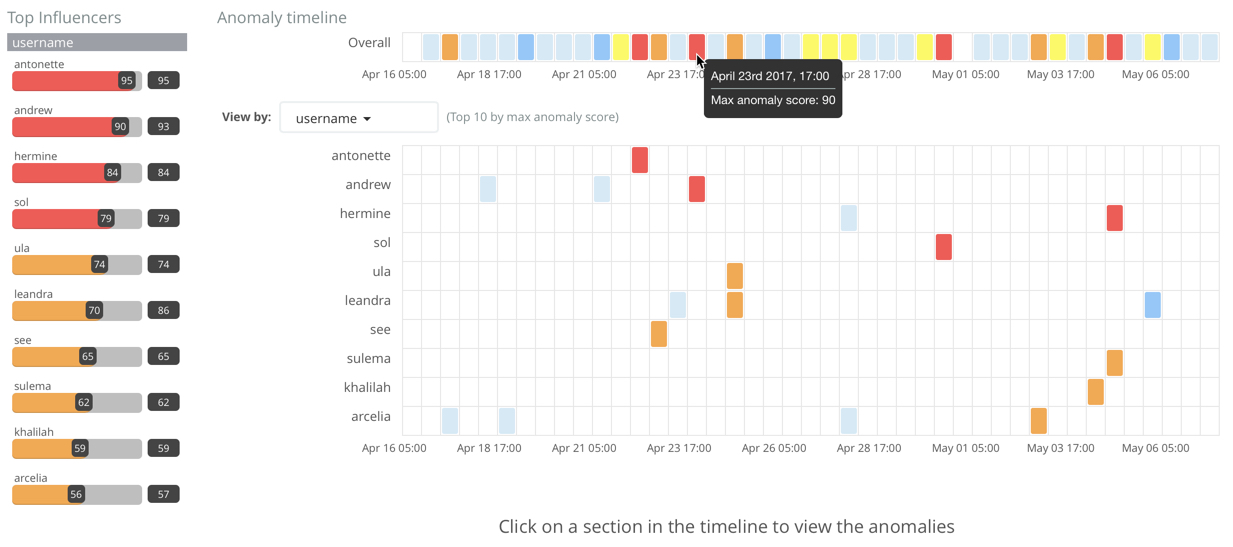 Top Influencers
username
antonette
95 95
andrew
90 93
hermine
84 84
sol
79 79
ula
74 74
leandra
70 86
see
65 65
sulema
62 62
khalilah
59 59
arcelia
56 57
Anomaly timeline
Overall
Apr 16 05:00 Apr 18 17:00 Apr 21 05:00 Apr 23 17:0 Apr 28 17:00 May 01 05:00 May 03 17:00 May 06 05:00
April 23rd 2017, 17:00
Max anomaly score: 90
View by: username (Top 10 by max anomaly score)
antonette
andrew
hermine
sol
ula
leandra
see
sulema
khalilah
arcelia
Apr 16 05:00 Apr 18 17:00 Apr 21 05:00 Apr 23 17:00 Apr 26 05:00 Apr 28 17:00 May 01 05:00 May 03 17:00 May 06 05:00
Click on a section in the timeline to view the anomalies